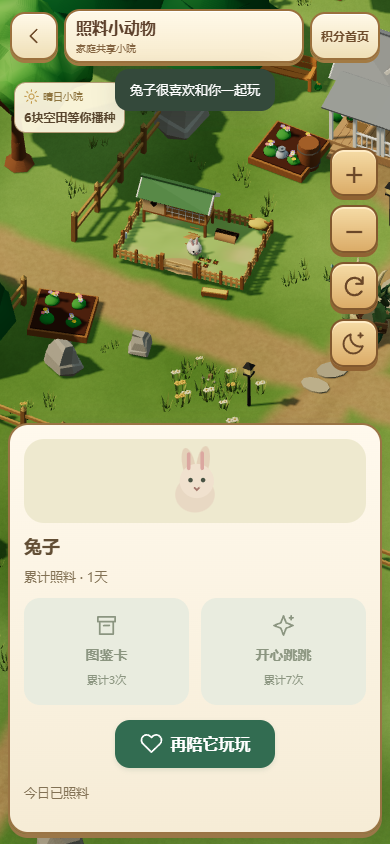 照料小动物
家庭共享小院
积分首页
兔子很喜欢和你一起玩
晴日小院
6块空田等你播种
兔子
累计照料 · 1天
图鉴卡
累计3次
开心跳跳
累计7次
再陪它玩玩
今日已照料